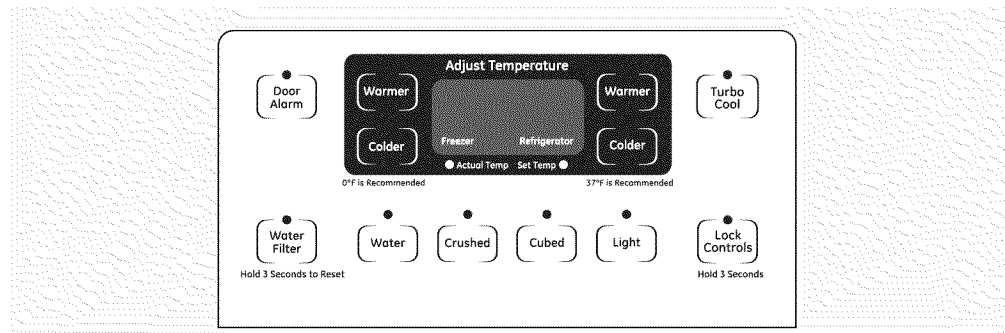 Adjust Temperature
Door
Alarm
Warmer
Warmer
Turbo
Cool
Colder
Freezer
Refrigerator
Colder
Actual Temp
Set Temp
0°F is Recommended
37°F is Recommended
Water
Filter
Water
Crushed
Cubed
Light
Lock
Controls
Hold 3 Seconds to Reset
Hold 3 Seconds